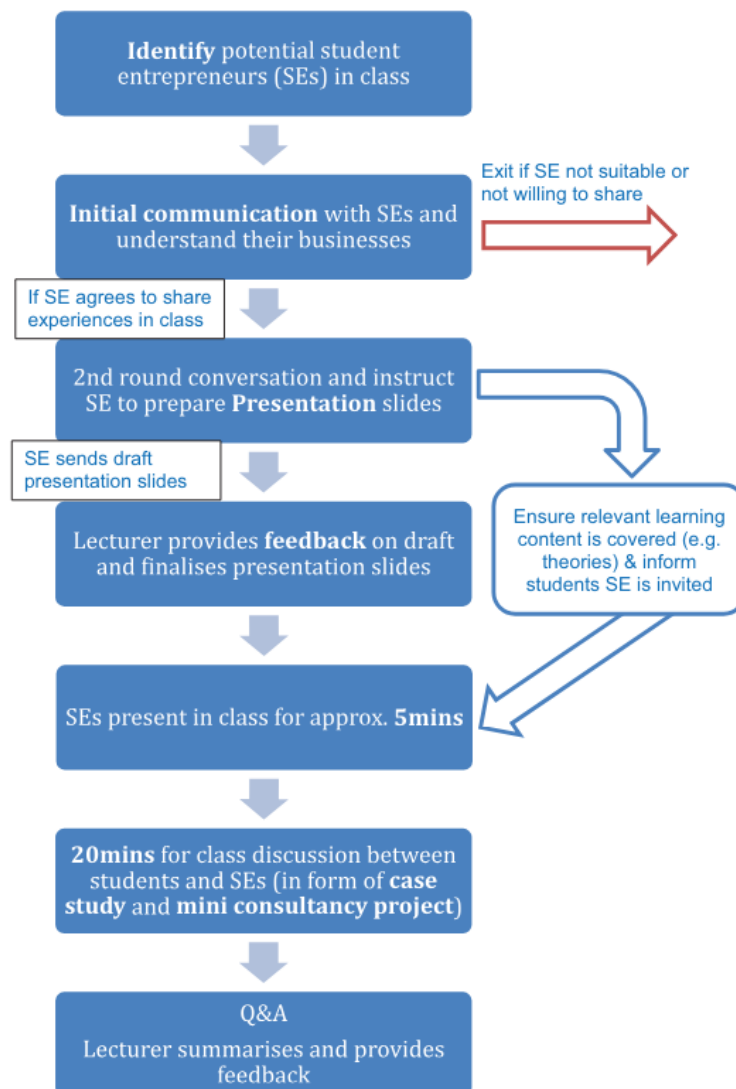 Identify potential student
entrepreneurs (SEs) in class
Exit if SE not suitable or
not willing to share
Initial communication with SEs and
understand their businesses
If SE agrees to share
experiences in class
2nd round conversation and instruct
SE to prepare Presentation slides
SE sends draft
presentation slides
Ensure relevant learning
content is covered (e.g.
theories) & inform
students SE is invited
Lecturer provides feedback on draft
and finalises presentation slides
SEs present in class for approx. 5mins
20mins for class discussion between
students and SEs (in form of case
study and mini consultancy project)
Q&A
Lecturer summarises and provides
feedback